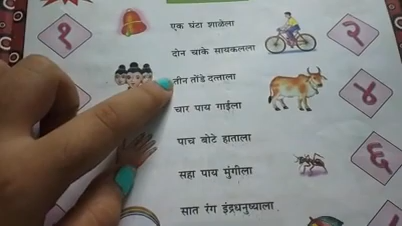 १
एक घंटा शाळेला
दोन चाके सायकलला
२
तीन तोंडे दत्ताला
चार पाय गाईला
४
पाच बोटे हाताला
सहा पाय मुंगीला
६
सात रंग इंद्रधनुष्याला